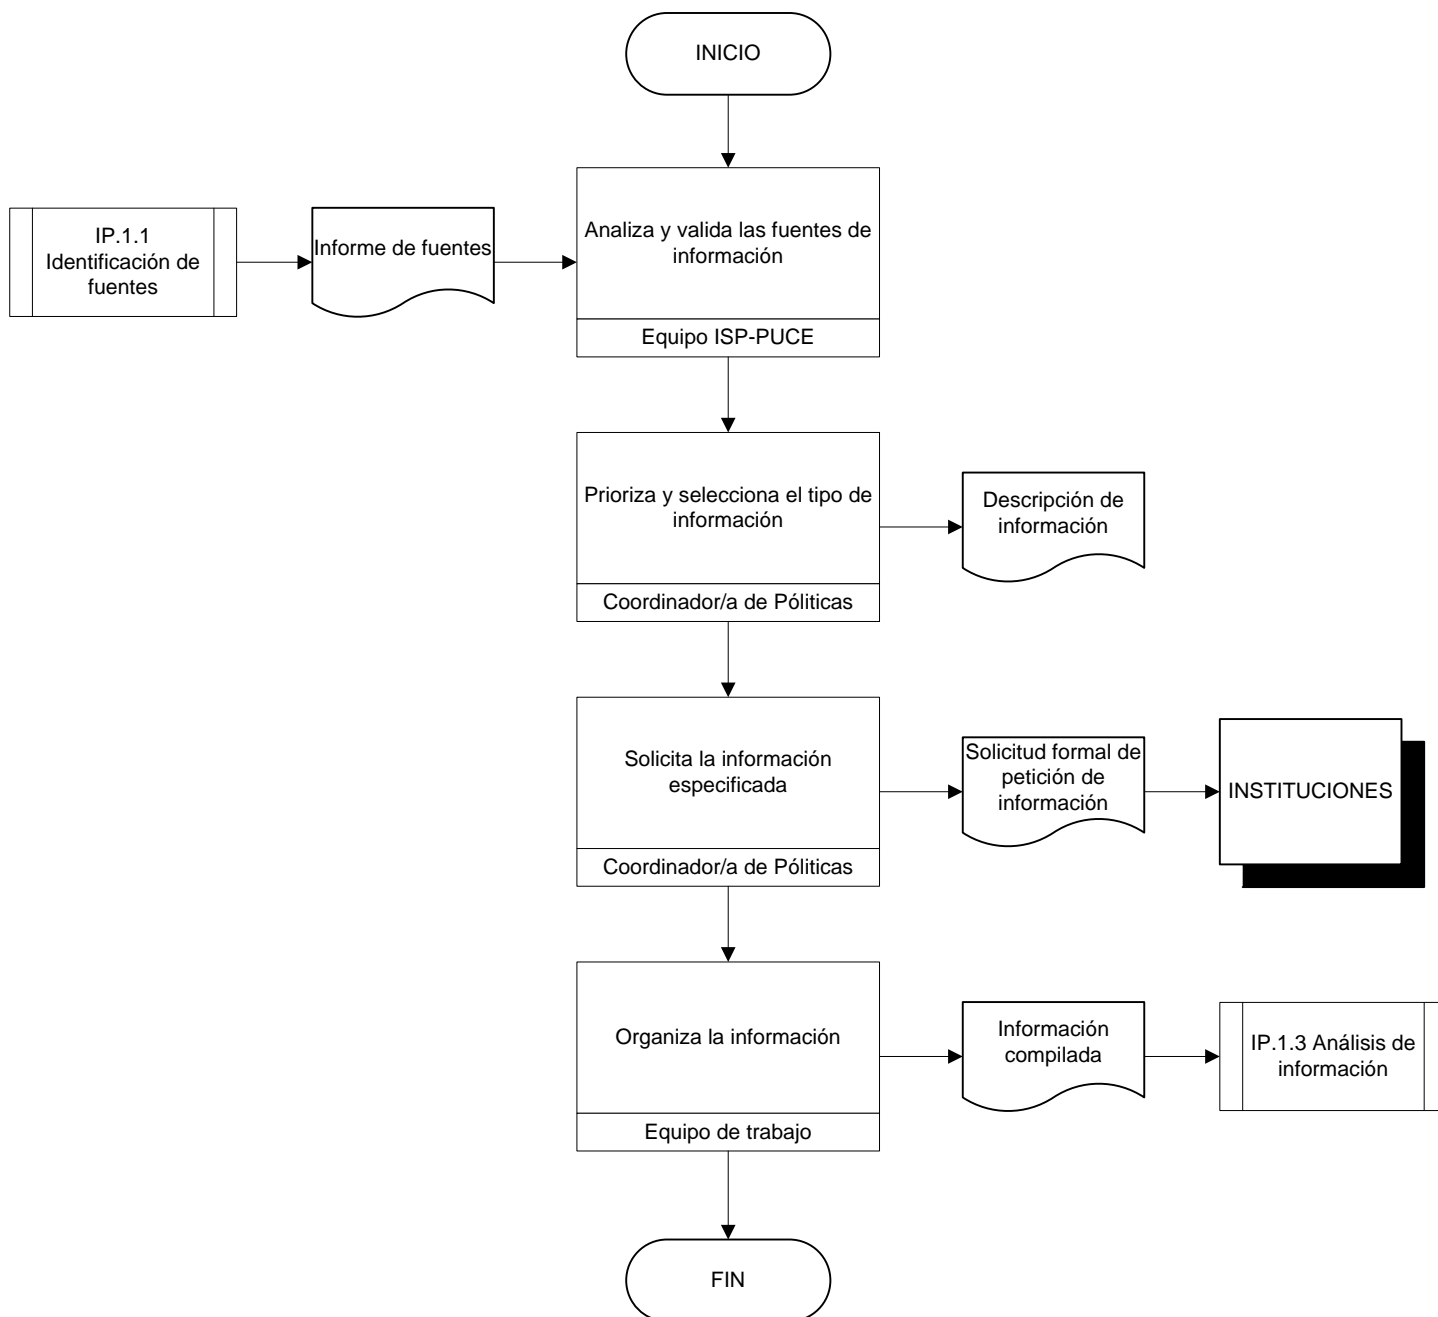 INICIO
IP.1.1
Identificación de
fuentes
Informe de fuentes
Analiza y valida las fuentes de
información
Equipo ISP-PUCE
Prioriza y selecciona el tipo de
información
Coordinador/a de Póliticas
Descripción de
información
Solicita la información
especificada
Coordinador/a de Póliticas
Solicitud formal de
petición de
información
INSTITUCIONES
Organiza la información
Equipo de trabajo
Información
compilada
IP.1.3 Análisis de
información
FIN